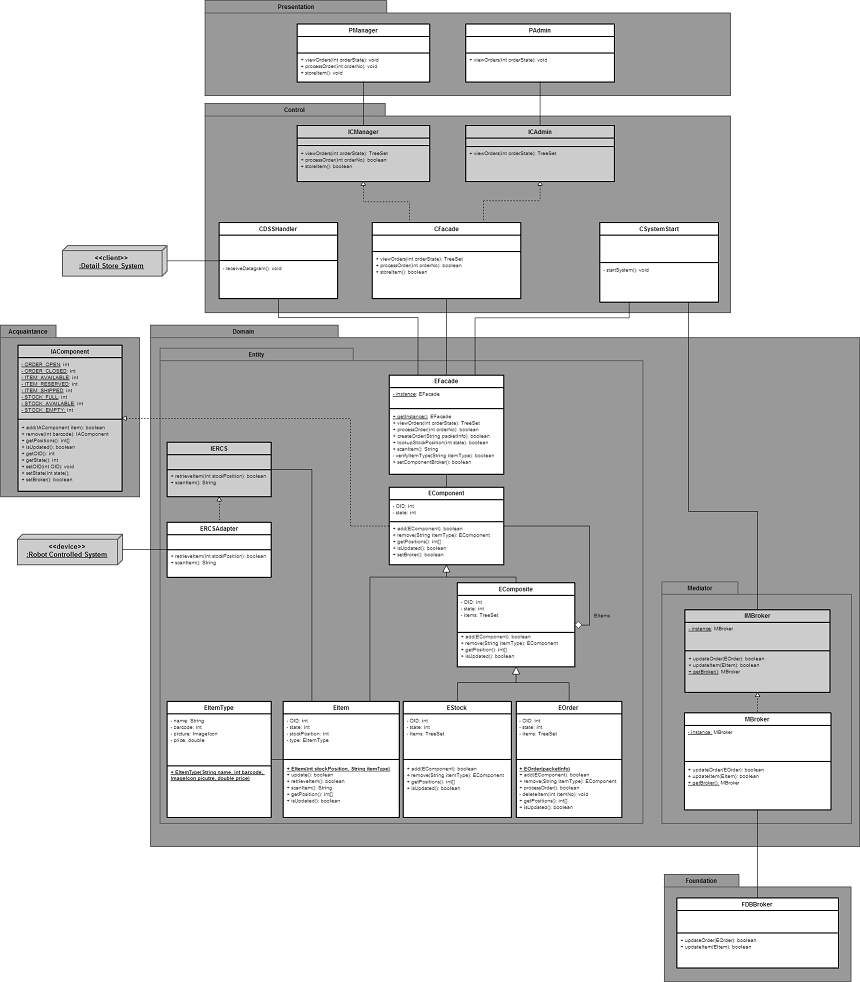 Presentation
PManager
+ viewOrders(int orderState): void
+ processOrder(int orderNo): void
+ storeItem(): void
PAdmin
+ viewOrders(int orderState): void
Control
ICManager
+ viewOrders(int orderState): TreeSet
+ processOrder(int orderNo): boolean
+ storeItem(): boolean
ICAdmin
+ viewOrders(int orderState): TreeSet
CDSSHandler
- receiveDatagram(): void
CFacade
+ viewOrders(int orderState): TreeSet
+ processOrder(int orderNo): boolean
+ storeItem(): boolean
CSystemStart
- startSystem(): void
<<client>>
:Detail Store System
Acquaintance
IAComponent
- ORDER_OPEN: int
- ORDER_CLOSED: int
- ITEM_AVAILABLE: int
- ITEM_RESERVED: int
- ITEM_SHIPPED: int
- STOCK_FULL: int
- STOCK_AVAILABLE: int
- STOCK_EMPTY: int
+ add(IAComponent item): boolean
+ remove(int barcode): IAComponent
+ getPositions(): int[]
+ isUpdated(): boolean
+ getOID(): int
+ getState(): int
+ setOID(int OID): void
+ setState(int state);
+ setBroker(): boolean
Domain
Entity
EFacade
- instance: EFacade
+ getInstance(): EFacade
+ viewOrders(int orderState): TreeSet
+ processOrder(int orderNo): boolean
+ createOrder(String packetInfo): boolean
+ lookupStockPosition(int state): boolean
+ scanItem(): String
- verifyItemType(String itemType): boolean
+ setComponentBroker(): boolean
IERCS
+ retrieveItem(int stockPosition): boolean
+ scanItem(): String
ERCSAdapter
+ retrieveItem(int stockPosition): boolean
+ scanItem(): String
<<device>>
:Robot Controlled System
EComponent
- OID: int
- state: int
+ add(EComponent): boolean
+ remove(String itemType): EComponent
+ getPositions(): int[]
+ isUpdated(): boolean
+ setBroker(): boolean
EComposite
- OID: int
- state: int
- items: TreeSet
+ add(EComponent): boolean
+ remove(String itemType): EComponent
+ getPosition(): int[]
+ isUpdated(): boolean
EItems
EItemType
- name: String
- barcode: int
- picture: ImageIcon
- price: double
+ EItemType(String name, int barcode,
ImageIcon picutre, double price)
EItem
- OID: int
- state: int
- stockPosition: int
- type: EItemType
+ EItem(int stockPosition, String itemType)
+ update(): boolean
+ retrieveItem(): boolean
+ scanItem(): String
+ getPosition(): int[]
+ isUpdated(): boolean
EStock
- OID: int
- state: int
- items: TreeSet
+ add(EComponent): boolean
+ remove(String itemType): EComponent
+ getPositions(): int[]
+ isUpdated(): boolean
EOrder
- OID: int
- state: int
- items: TreeSet
+ EOrder(packetInfo)
+ add(EComponent): boolean
+ remove(String itemType): EComponent
+ processOrder(): boolean
- deleteItem(int itemNo): void
+ getPositions(): int[]
+ isUpdated(): boolean
Mediator
IMBroker
- instance: MBroker
+ updateOrder(EOrder): boolean
+ updateItem(EItem): boolean
+ getBroker(): MBroker
MBroker
- instance: MBroker
+ updateOrder(EOrder): boolean
+ updateItem(EItem): boolean
+ getBroker(): MBroker
Foundation
FDBBroker
+ updateOrder(EOrder): boolean
+ updateItem(EItem): boolean